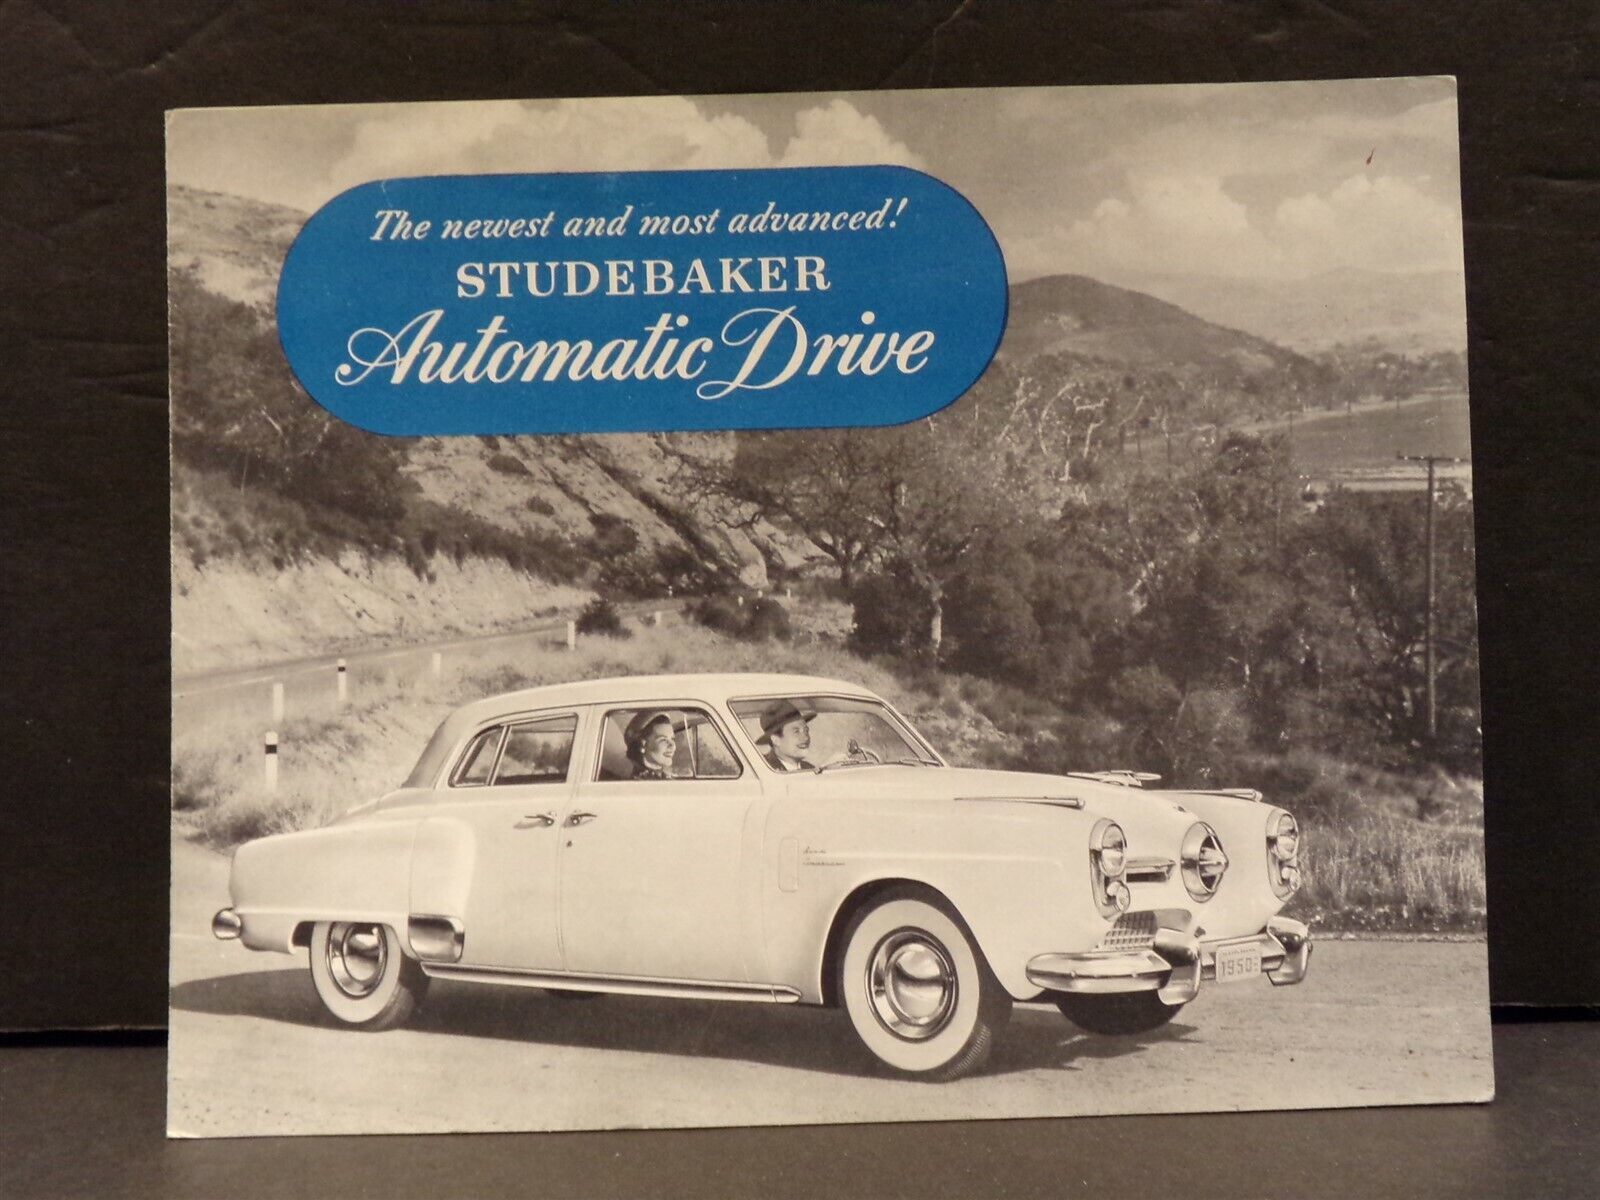 The newest and most advanced!
STUDEBAKER
Automatic Drive
1950